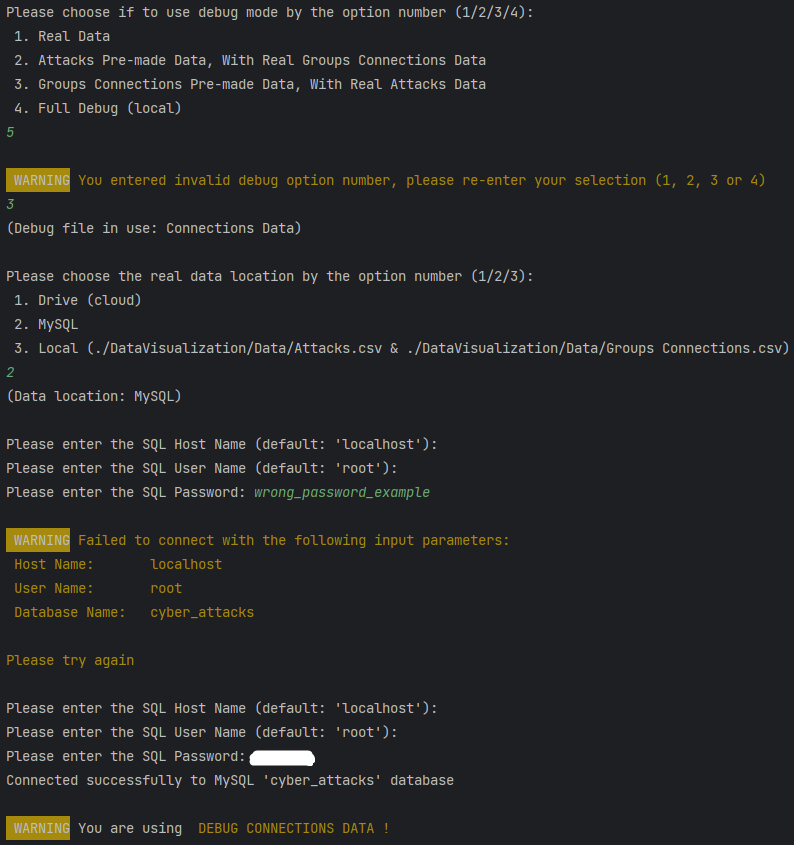 Please choose if to use debug mode by the option number (1/2/3/4):
1. Real Data
2. Attacks Pre-made Data, With Real Groups Connections Data
3. Groups Connections Pre-made Data, With Real Attacks Data
4. Full Debug (local)
5
WARNING You entered invalid debug option number, please re-enter your selection (1, 2, 3 or 4)
3
(Debug file in use: Connections Data)
Please choose the real data location by the option number (1/2/3):
1. Drive (cloud)
2. MySQL
3. Local (./DataVisualization/Data/Attacks.csv & ./DataVisualization/Data/Groups Connections.csv)
2
(Data location: MySQL)
Please enter the SQL Host Name (default: 'localhost'):
Please enter the SQL User Name (default: 'root'):
Please enter the SQL Password: wrong_password_example
WARNING Failed to connect with the following input parameters:
Host Name: localhost
User Name: root
Database Name: cyber_attacks
Please try again
Please enter the SQL Host Name (default: 'localhost'):
Please enter the SQL User Name (default: 'root'):
Please enter the SQL Password:
Connected successfully to MySQL 'cyber_attacks' database
WARNING You are using DEBUG CONNECTIONS DATA !